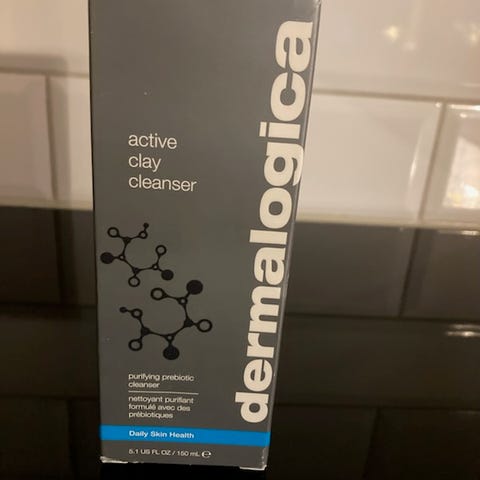 active
clay
cleanser
dermalogica
purifying prebiotic
cleanser
nettoyant purifiant
formulé avec des
prébiotiques
Daily Skin Health
5.1 US FL OZ / 150 mL ℮